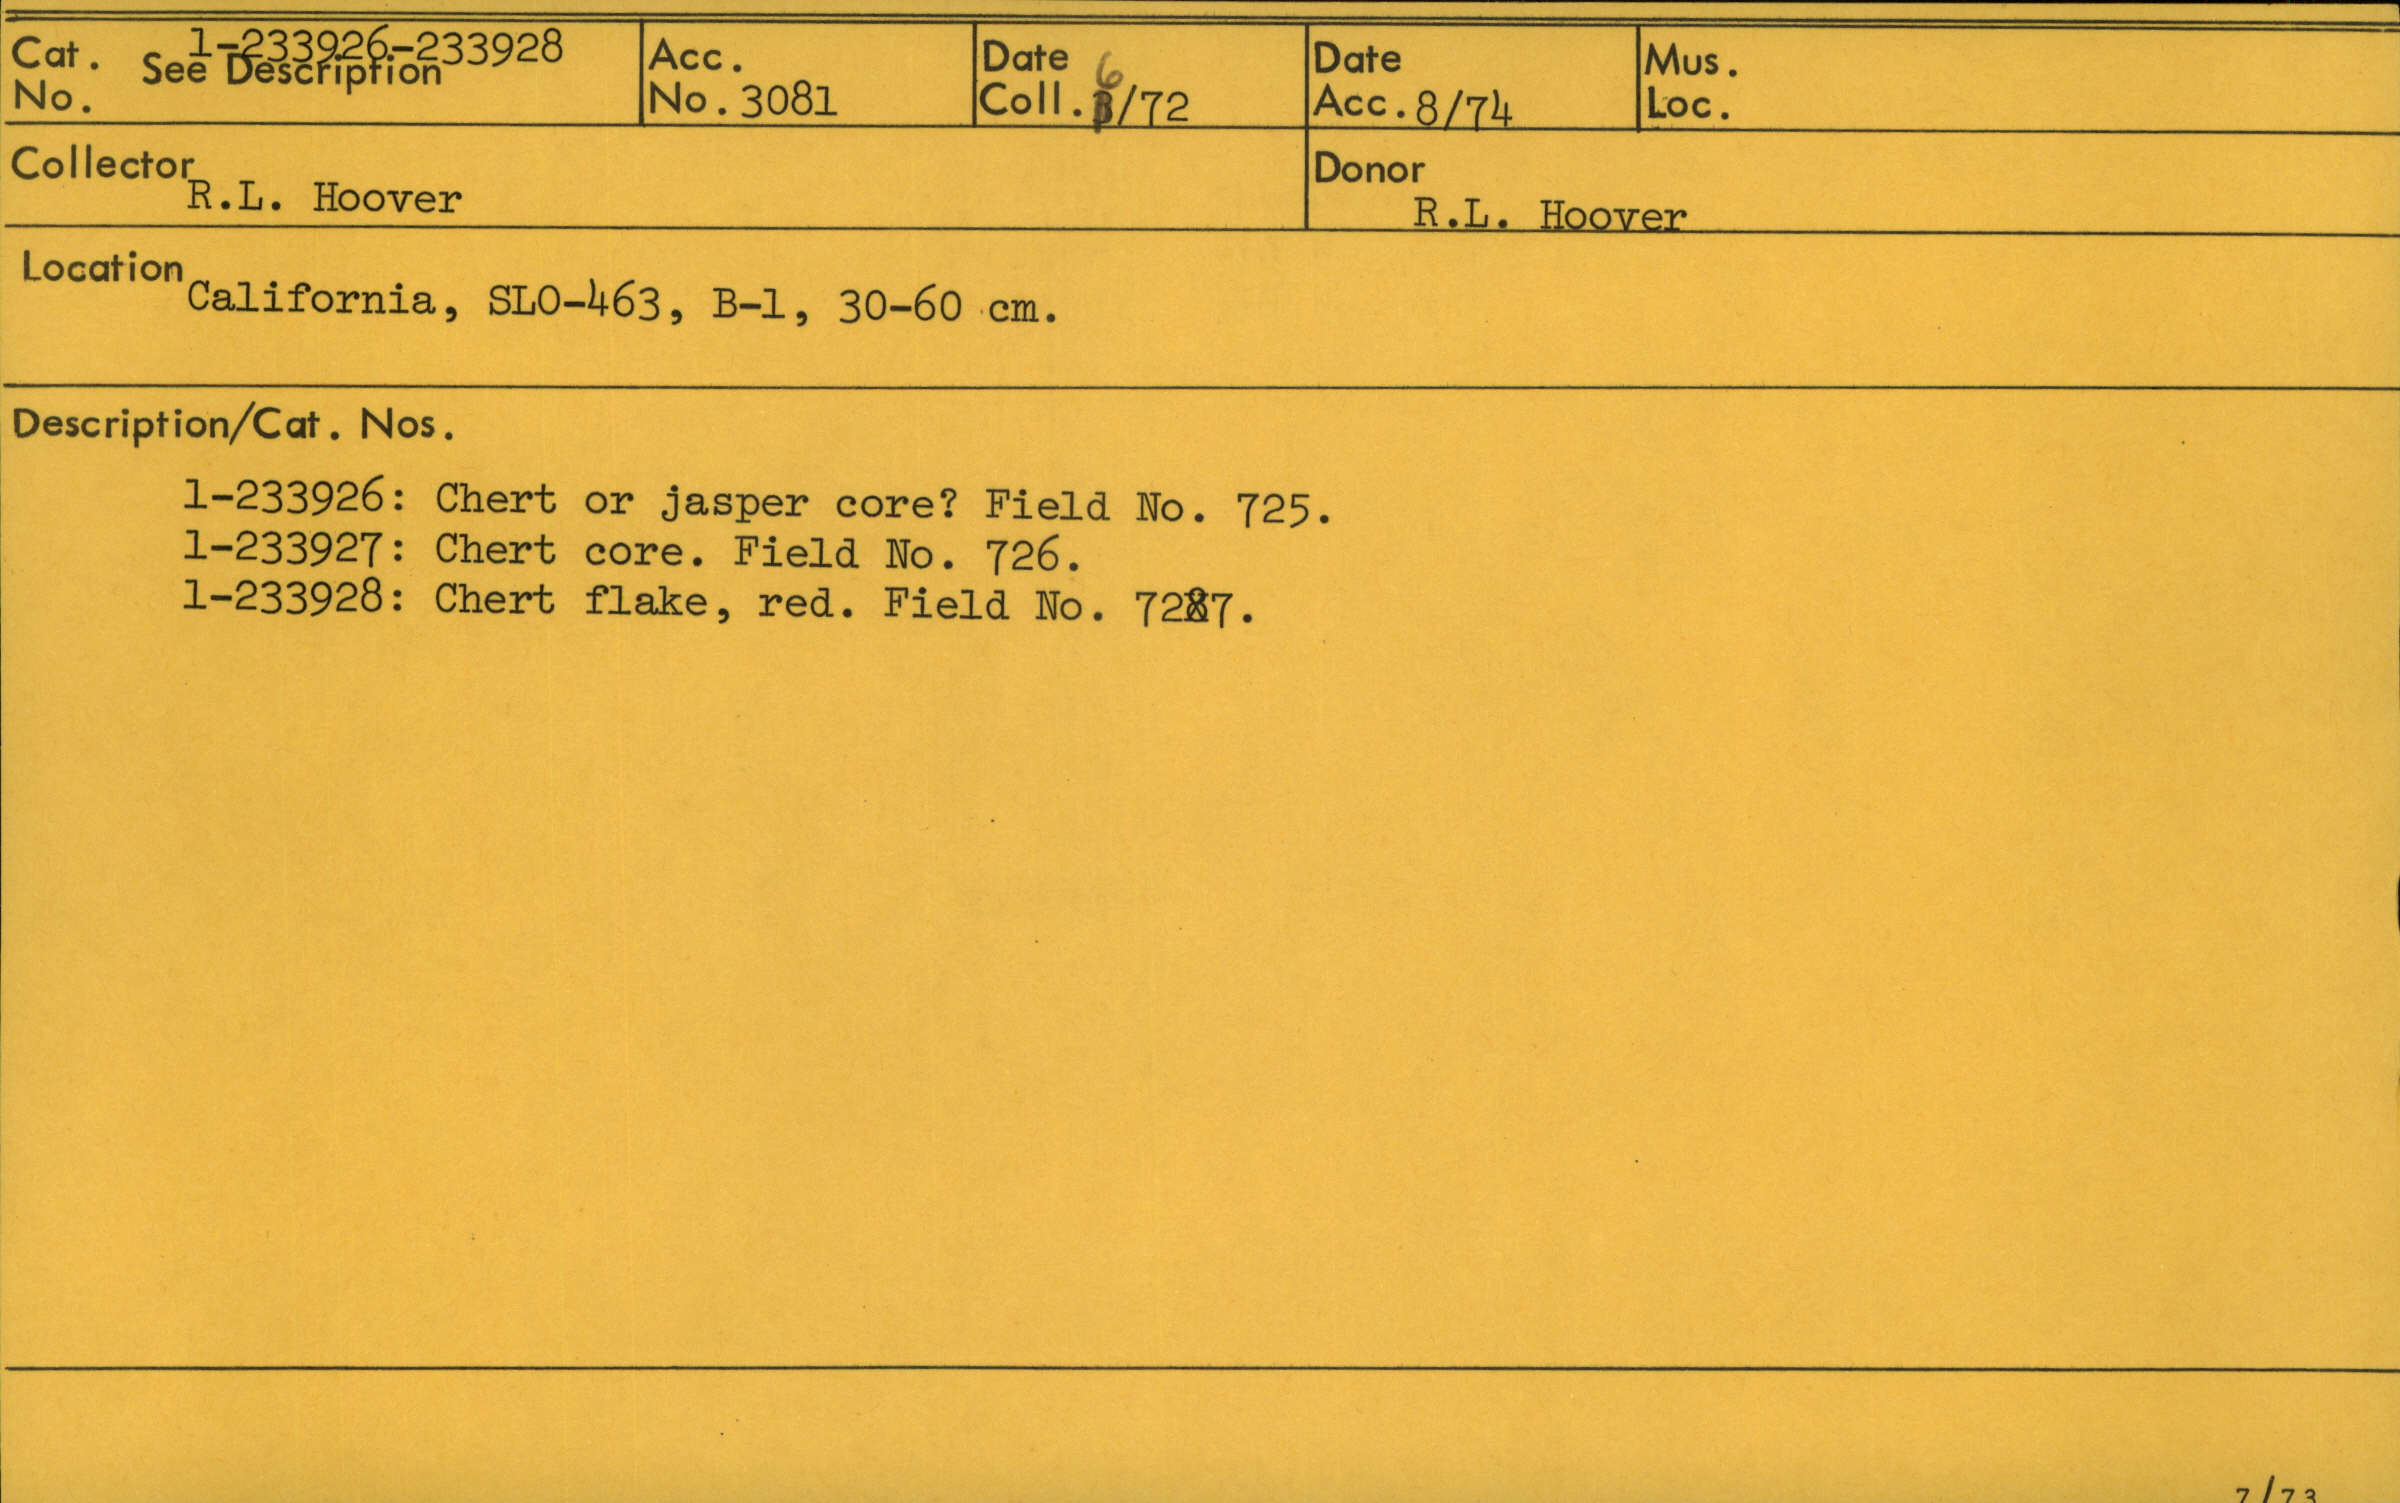 Cat. No. See Description 1-233926-233928
Acc. No. 3081
Date Coll. 6/72
Date Acc. 8/74
Mus. Loc.
Collector R.L. Hoover
Donor R.L. Hoover
Location California, SLO-463, B-1, 30-60 cm.
Description/Cat. Nos.
1-233926: Chert or jasper core? Field No. 725.
1-233927: Chert core. Field No. 726.
1-233928: Chert flake, red. Field No. 727.
7/73